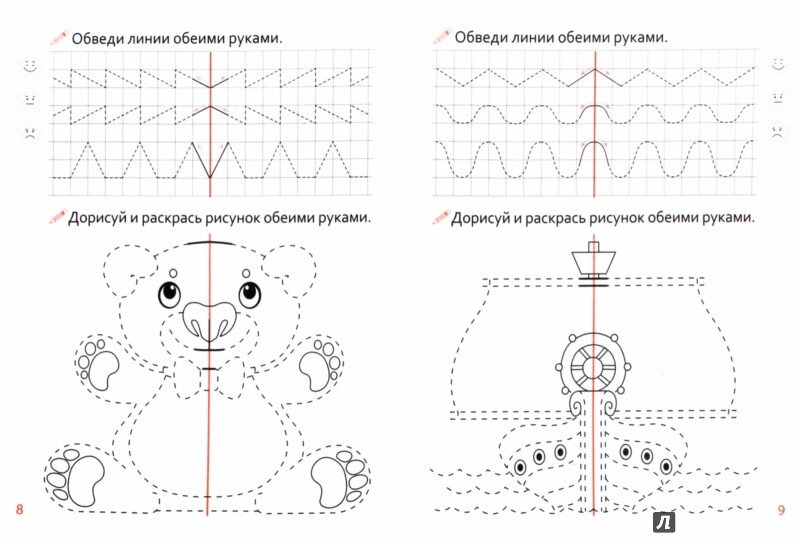 Обведи линии обеими руками.
Дорисуй и раскрась рисунок обеими руками.
8
Обведи линии обеими руками.
Дорисуй и раскрась рисунок обеими руками.
9
Л